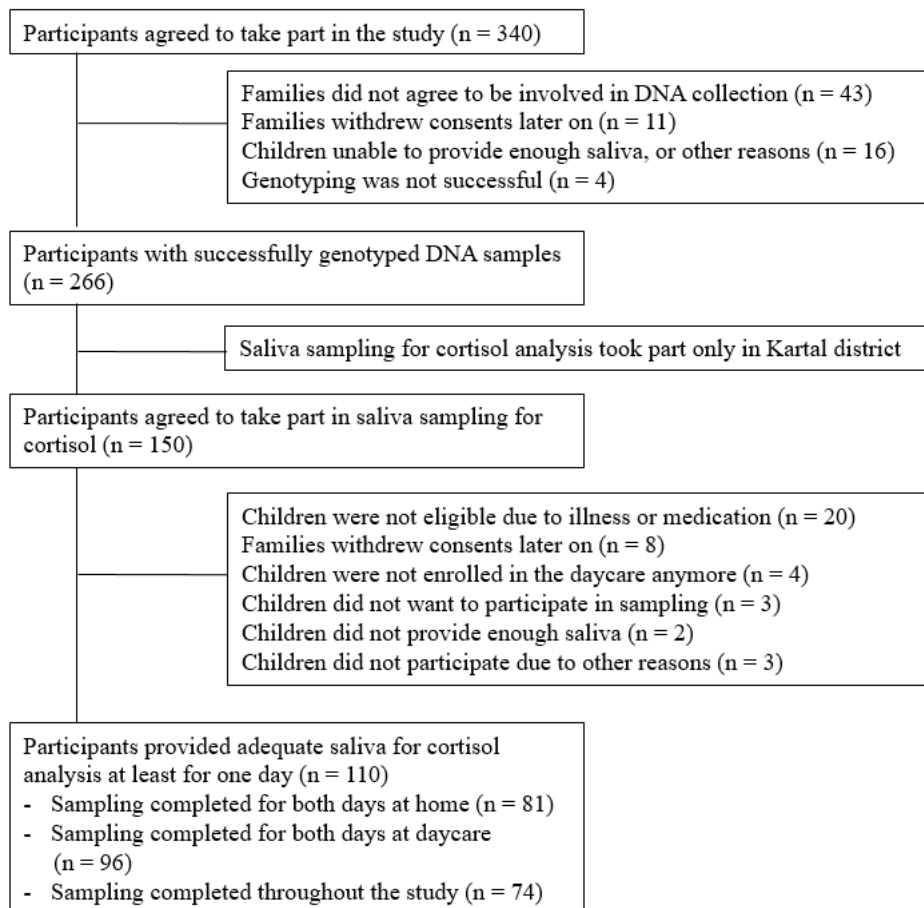 Participants agreed to take part in the study (n = 340)
Families did not agree to be involved in DNA collection (n = 43)
Families withdrew consents later on (n = 11)
Children unable to provide enough saliva, or other reasons (n = 16)
Genotyping was not successful (n = 4)
Participants with successfully genotyped DNA samples
(n = 266)
Saliva sampling for cortisol analysis took part only in Kartal district
Participants agreed to take part in saliva sampling for
cortisol (n = 150)
Children were not eligible due to illness or medication (n = 20)
Families withdrew consents later on (n = 8)
Children were not enrolled in the daycare anymore (n = 4)
Children did not want to participate in sampling (n = 3)
Children did not provide enough saliva (n = 2)
Children did not participate due to other reasons (n = 3)
Participants provided adequate saliva for cortisol
analysis at least for one day (n = 110)
- Sampling completed for both days at home (n = 81)
- Sampling completed for both days at daycare
(n = 96)
- Sampling completed throughout the study (n = 74)